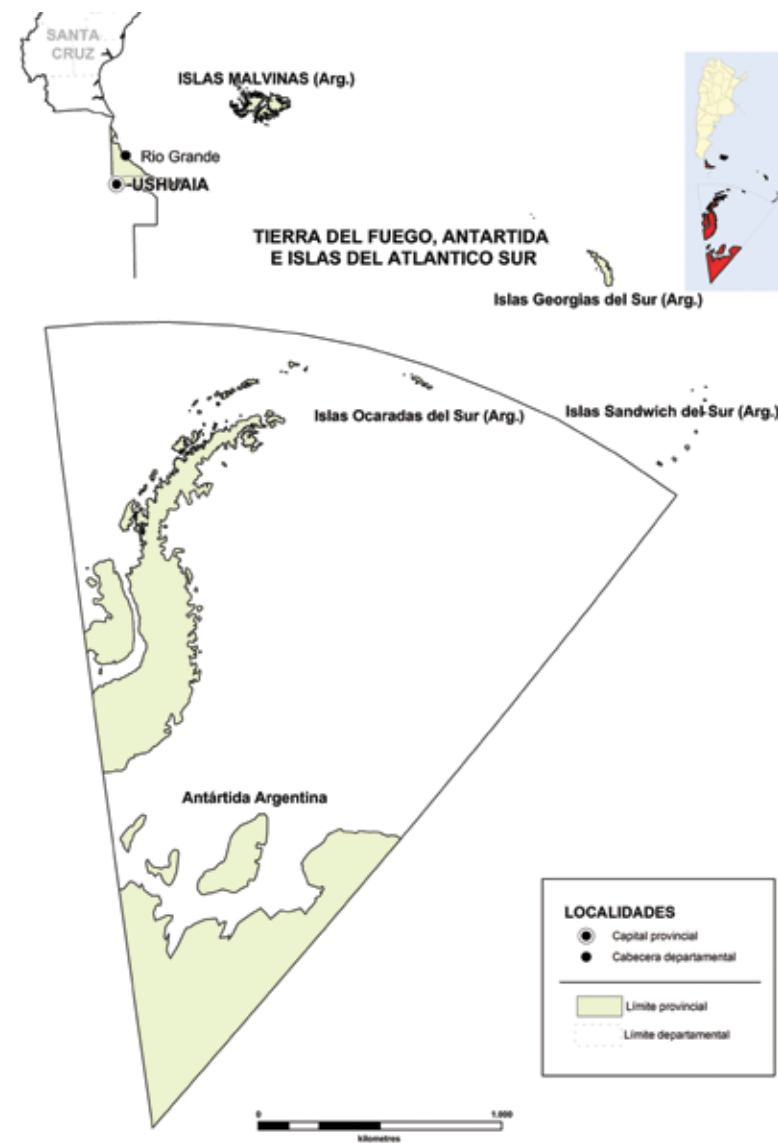 SANTA
CRUZ
ISLAS MALVINAS (Arg.)
Rio Grande
USHUAIA
TIERRA DEL FUEGO, ANTARTIDA
E ISLAS DEL ATLANTICO SUR
Islas Georgias del Sur (Arg.)
Islas Ocaradas del Sur (Arg.)
Islas Sandwich del Sur (Arg.)
Antártida Argentina
LOCALIDADES
Capital provincial
Cabecera departamental
Límite provincial
Límite departamental
0 1.000
kilometres